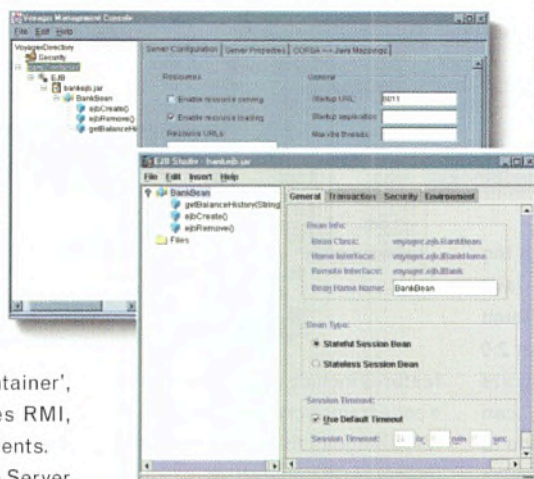 Voyager Management Console
File Edit Help
VoyagerDirectory
Security
EJB
bankejb.jar
BankBean
ejbCreate()
ejbRemove()
getBalanceHi
Server Configuration Server Properties CORBA Java Mappings
Resources
General
Enable resource serving
Startup URL: 8011
Enable resource loading
Startup application
Resource URLs:
Max idle threads:
EJB Studio - bankejb.jar
File Edit Insert Help
BankBean
getBalanceHistory(String
ejbCreate()
ejbRemove()
Files
General Transaction Security Environment
Bean Info:
Bean Class: voyager.ejb.BankBean
Home Interface: voyager.ejb.IBankHome
Remote Interface: voyager.ejb.IBank
Bean Home Name: BankBean
Bean Type:
Stateful Session Bean
Stateless Session Bean
Session Timeout:
Use Default Timeout
Session Timeout: 24 hr min sec
ntainer',
es RMI,
ents.
Server